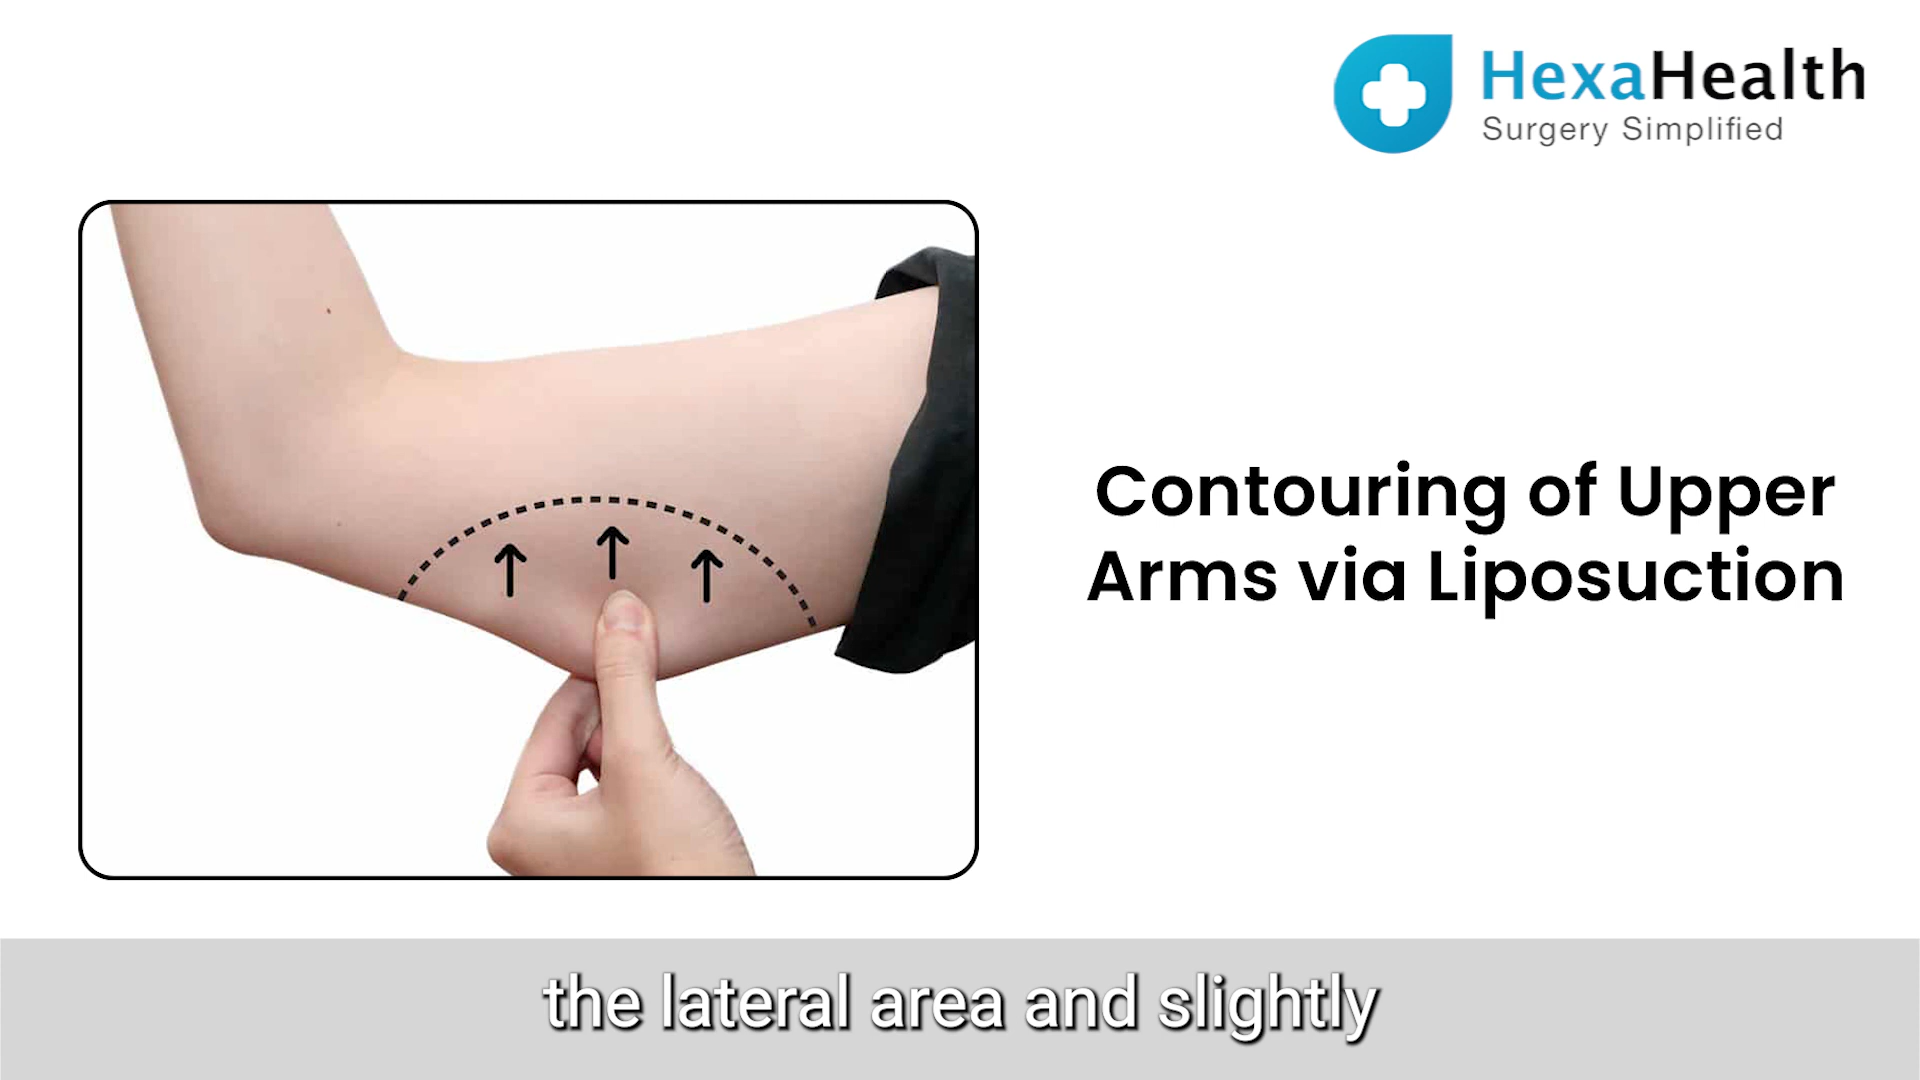 HexaHealth
Surgery Simplified
Contouring of Upper
Arms via Liposuction
the lateral area and slightly